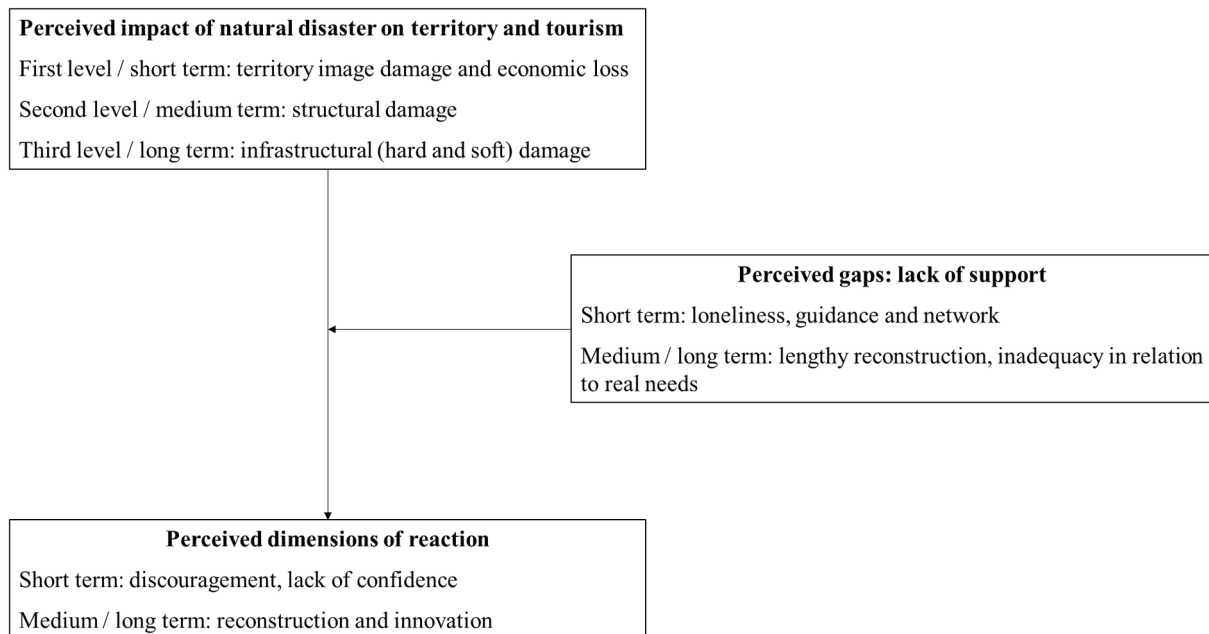 Perceived impact of natural disaster on territory and tourism
First level / short term: territory image damage and economic loss
Second level / medium term: structural damage
Third level / long term: infrastructural (hard and soft) damage
Perceived gaps: lack of support
Short term: loneliness, guidance and network
Medium / long term: lengthy reconstruction, inadequacy in relation
to real needs
Perceived dimensions of reaction
Short term: discouragement, lack of confidence
Medium / long term: reconstruction and innovation